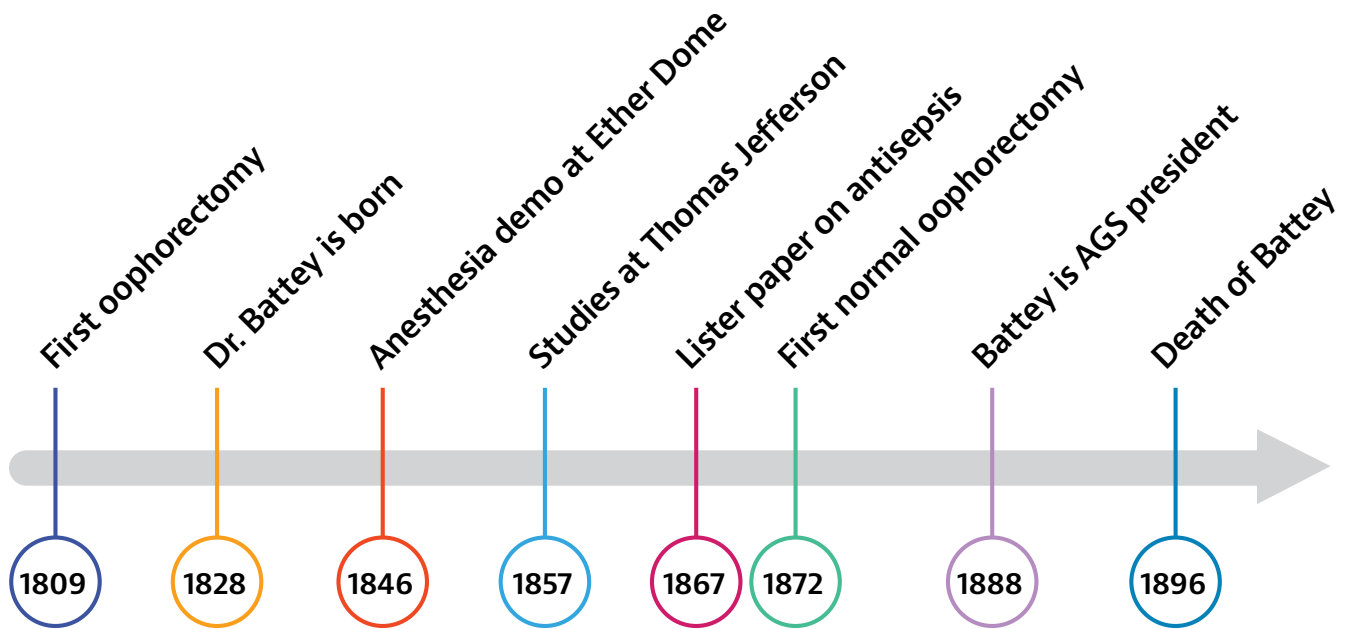 First oophorectomy
Dr. Battey is born
Anesthesia demo at Ether Dome
Studies at Thomas Jefferson
Lister paper on antisepsis
First normal oophorectomy
Battey is AGS president
Death of Battey
1809
1828
1846
1857
1867
1872
1888
1896